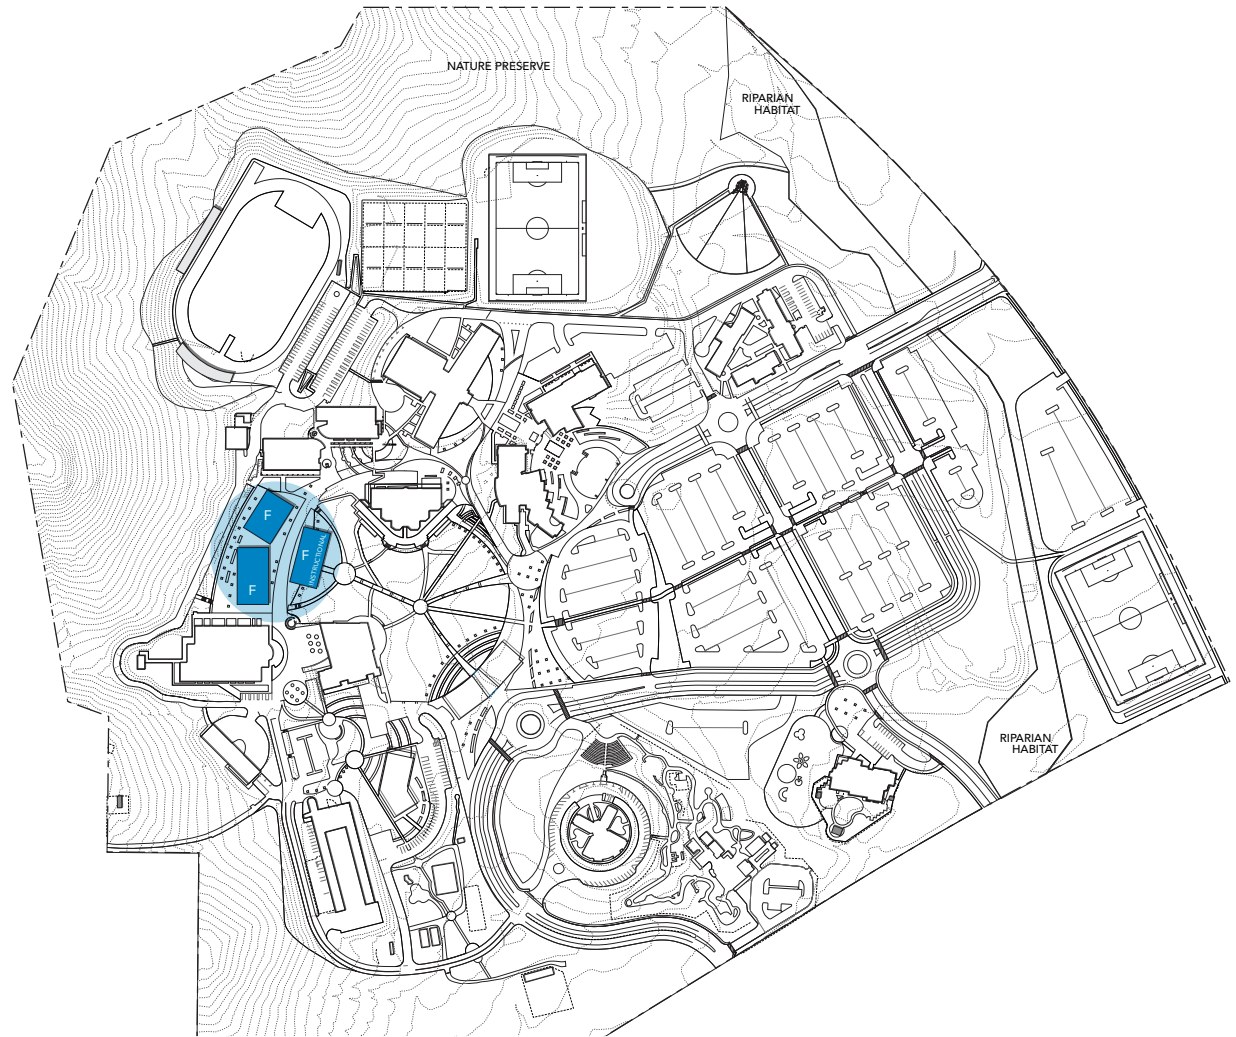 NATURE PRESERVE
RIPARIAN
HABITAT
F
F
INSTRUCTIONAL
F
RIPARIAN
HABITAT